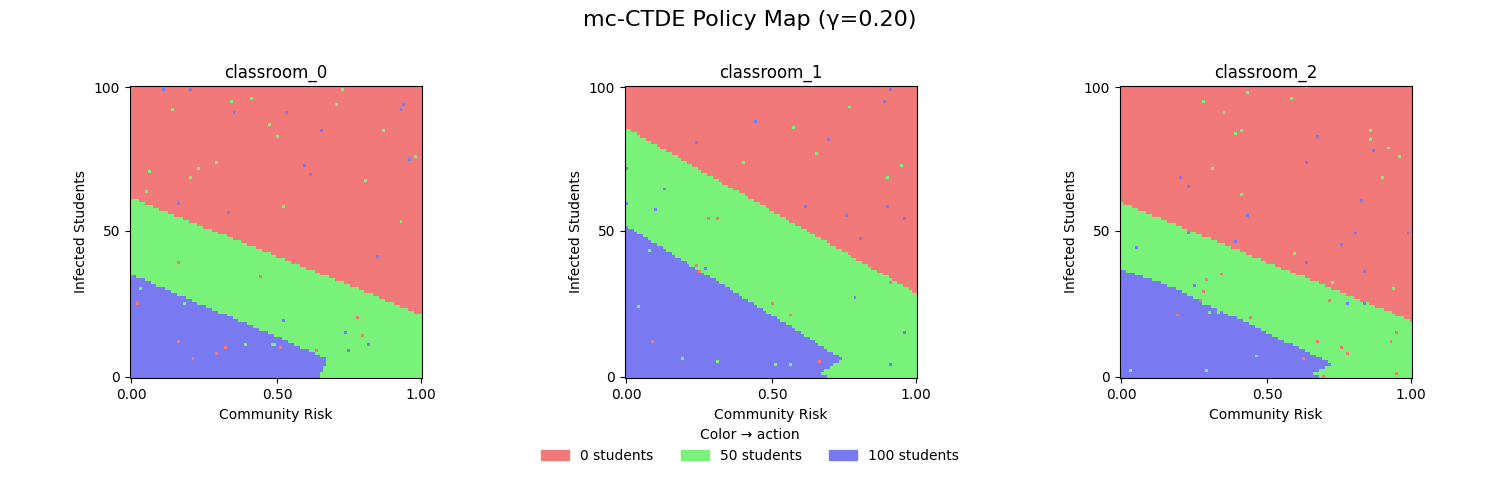 mc-CTDE Policy Map (γ=0.20)
classroom_0
classroom_1
classroom_2
100
50
0
Infected Students
0.00
0.50
1.00
Community Risk
100
50
0
Infected Students
0.00
0.50
1.00
Community Risk
100
50
0
Infected Students
0.00
0.50
1.00
Community Risk
Color → action
0 students
50 students
100 students